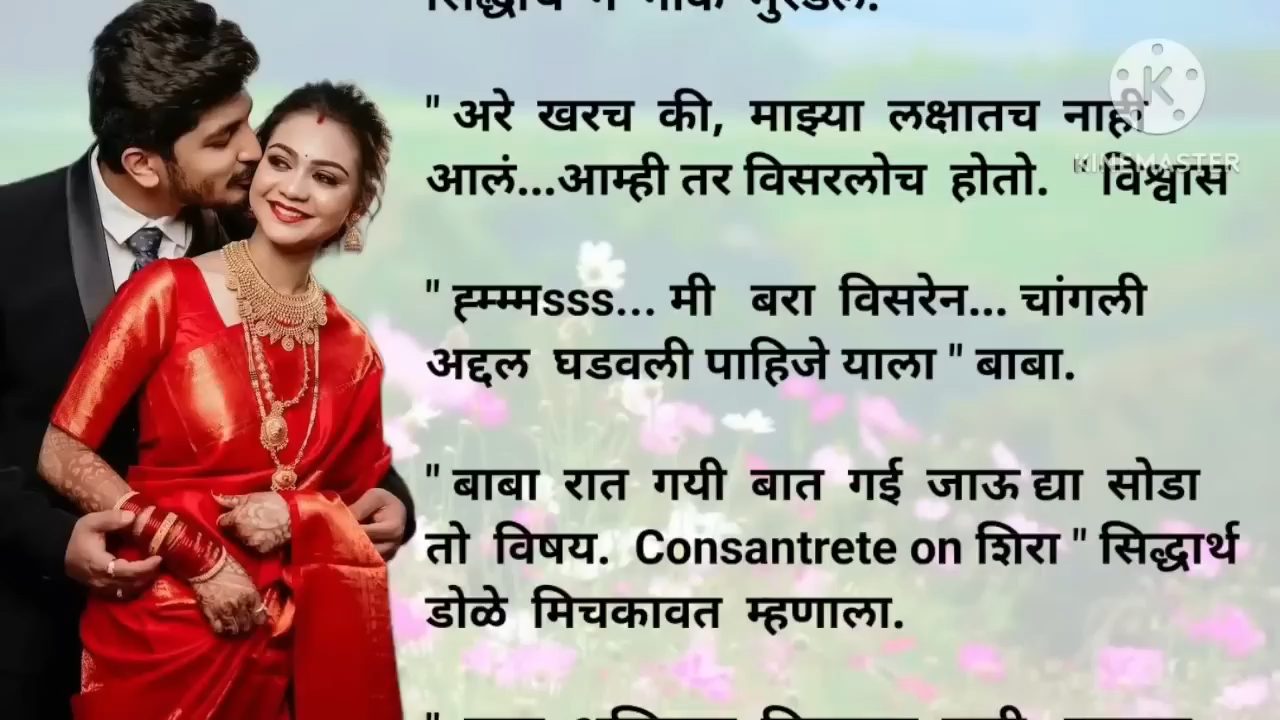 " अरे खरच की, माझ्या लक्षातच नाही
आलं...आम्ही तर विसरलोच होतो. " विश्वास
" ह्म्म्मsss... मी बरा विसरेन... चांगली
अद्दल घडवली पाहिजे याला " बाबा.
" बाबा रात गयी बात गई जाऊ द्या सोडा
तो विषय. Consantrete on शिरा " सिद्धार्थ
डोळे मिचकावत म्हणाला.
K
KINEMASTER